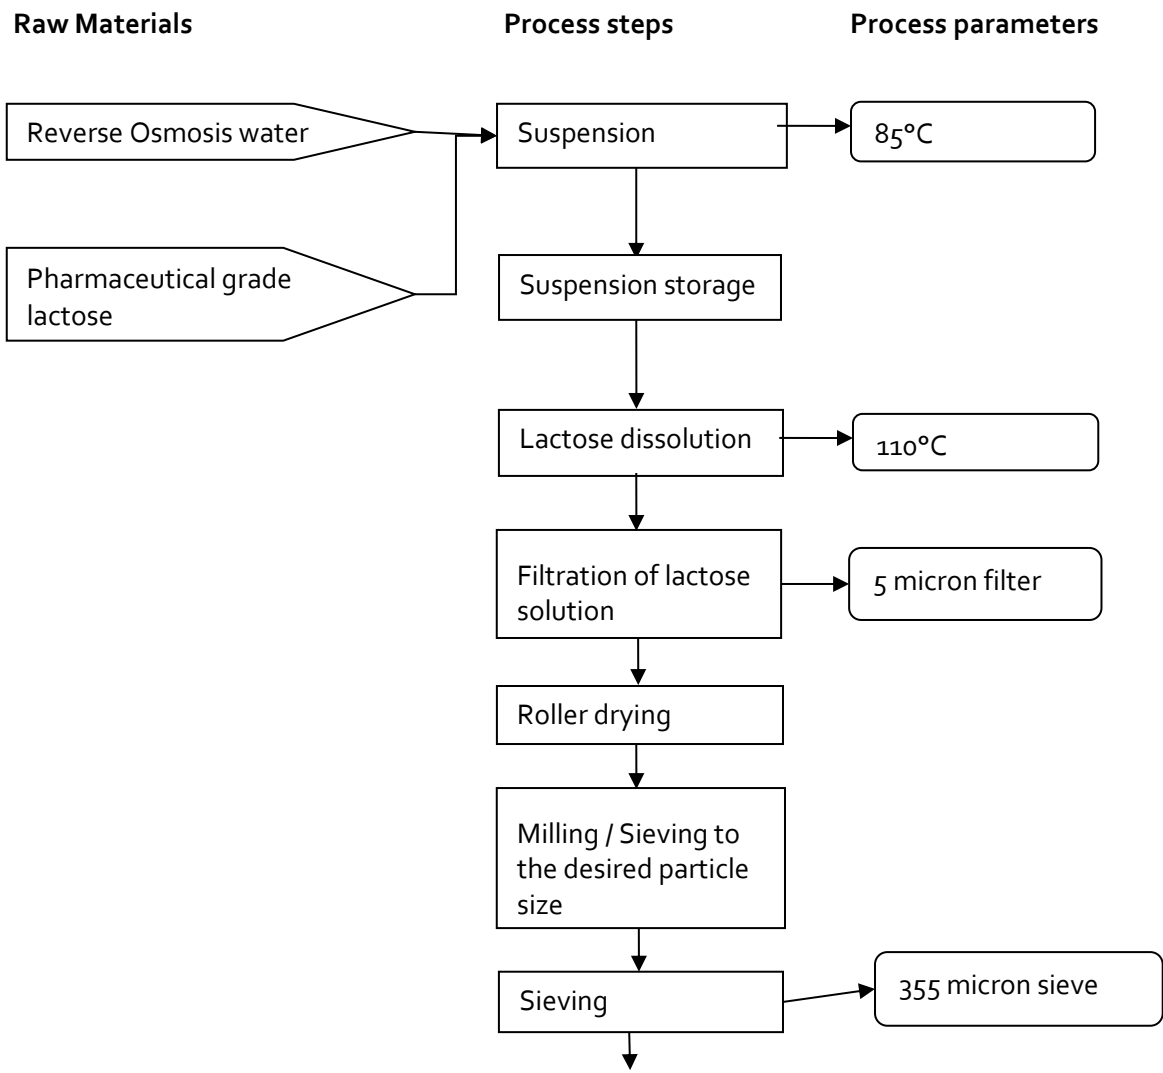 Raw Materials
Process steps
Process parameters
Reverse Osmosis water
Suspension
85°C
Pharmaceutical grade
lactose
Suspension storage
Lactose dissolution
110°C
Filtration of lactose
solution
5 micron filter
Roller drying
Milling / Sieving to
the desired particle
size
Sieving
355 micron sieve